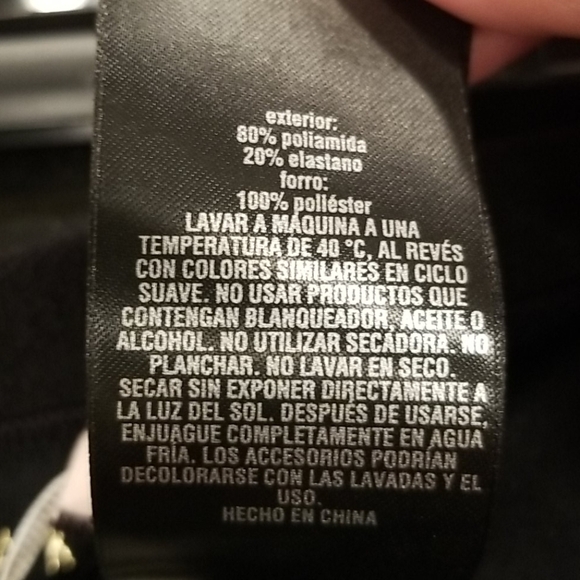 exterior:
80% poliamida
20% elastano
forro:
100% poliéster
LAVAR A MÁQUINA A UNA
TEMPERATURA DE 40 °C, AL REVÉS
CON COLORES SIMILARES EN CICLO
SUAVE. NO USAR PRODUCTOS QUE
CONTENGAN BLANQUEADOR, ACEITE O
ALCOHOL. NO UTILIZAR SECADORA. NO
PLANCHAR. NO LAVAR EN SECO.
SECAR SIN EXPONER DIRECTAMENTE A
LA LUZ DEL SOL. DESPUÉS DE USARSE,
ENJUAGUE COMPLETAMENTE EN AGUA
FRÍA. LOS ACCESORIOS PODRÍAN
DECOLORARSE CON LAS LAVADAS Y EL
USO.
HECHO EN CHINA